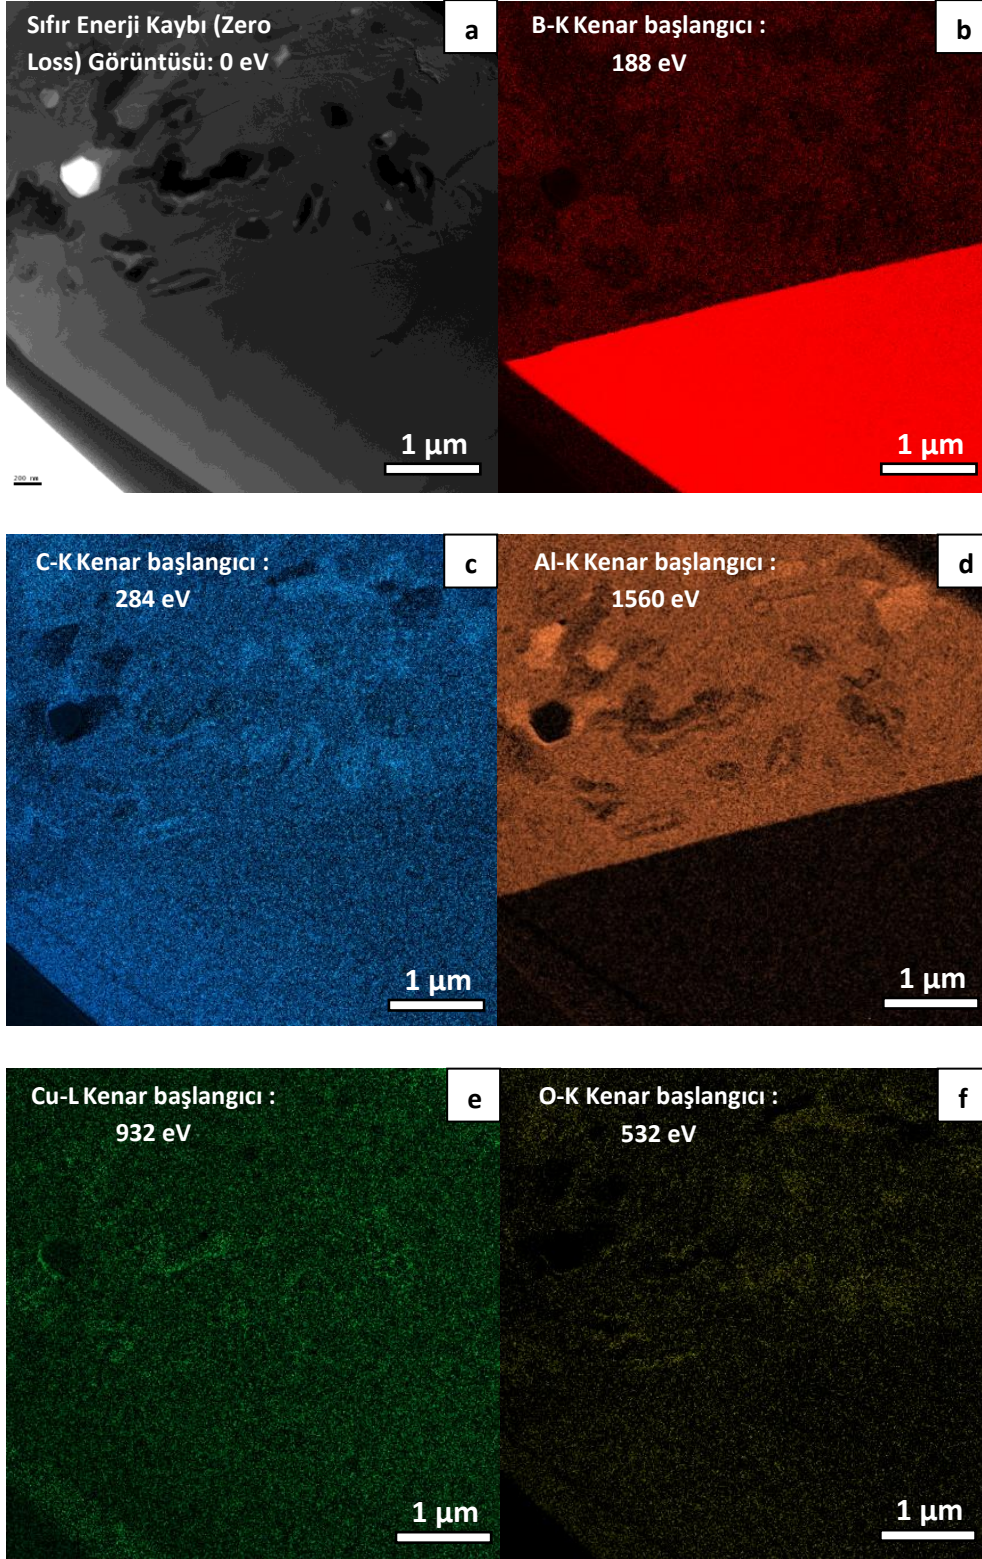 Sıfır Enerji Kaybı (Zero
Loss) Görüntüsü: 0 eV
a
1 µm
200 nm
B-K Kenar başlangıcı :
188 eV
b
1 µm
C-K Kenar başlangıcı :
284 eV
c
1 µm
Al-K Kenar başlangıcı :
1560 eV
d
1 µm
Cu-L Kenar başlangıcı :
932 eV
e
1 µm
O-K Kenar başlangıcı :
532 eV
f
1 µm